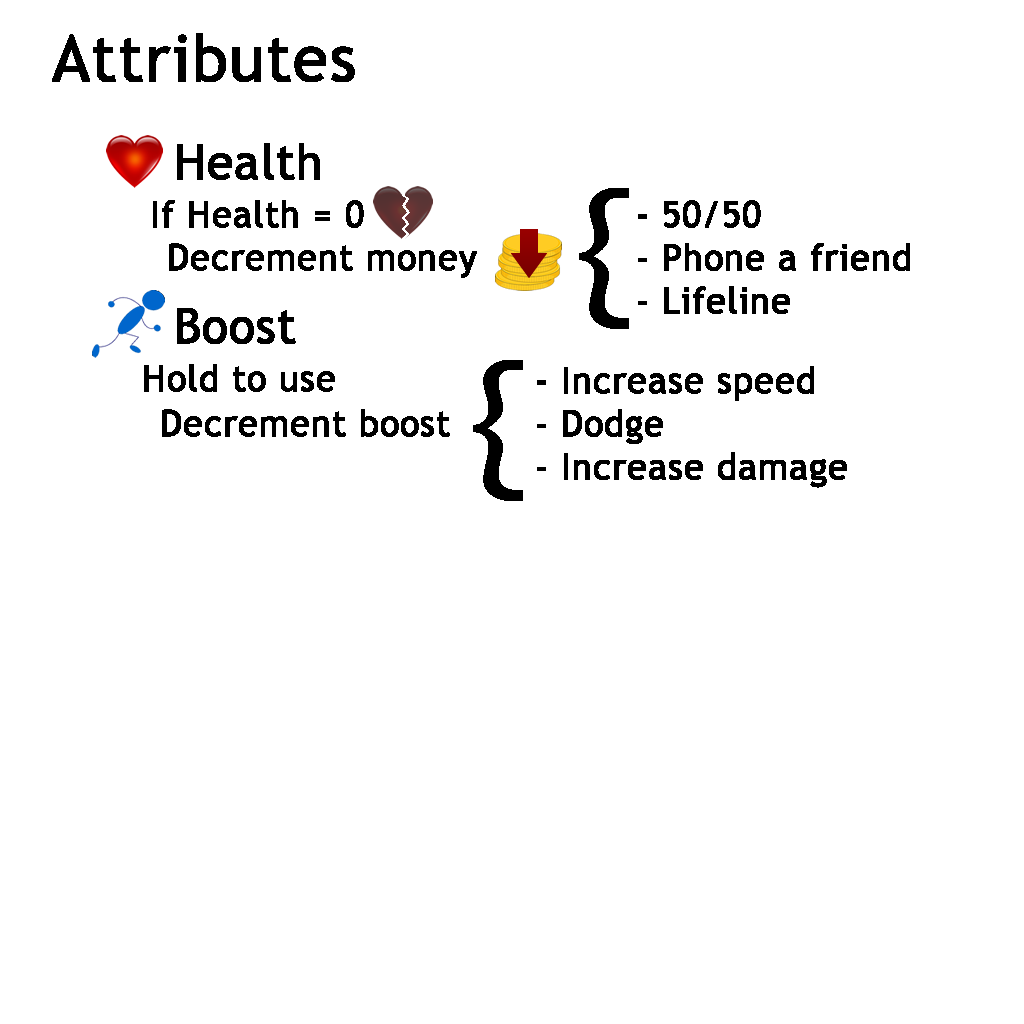 Attributes
Health
If Health = 0
Decrement money
- 50/50
- Phone a friend
- Lifeline
Boost
Hold to use
Decrement boost
- Increase speed
- Dodge
- Increase damage